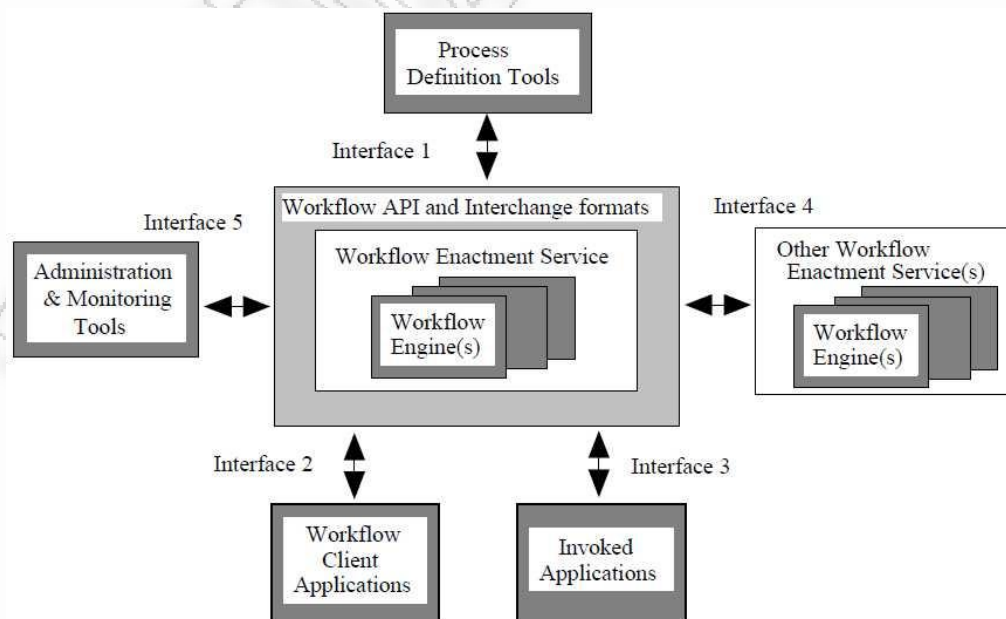 Process
Definition Tools
Interface 1
Workflow API and Interchange formats
Interface 5
Interface 4
Workflow Enactment Service
Other Workflow
Enactment Service(s)
Administration
& Monitoring
Tools
Workflow
Engine(s)
Workflow
Engine(s)
Interface 2
Interface 3
Workflow
Client
Applications
Invoked
Applications